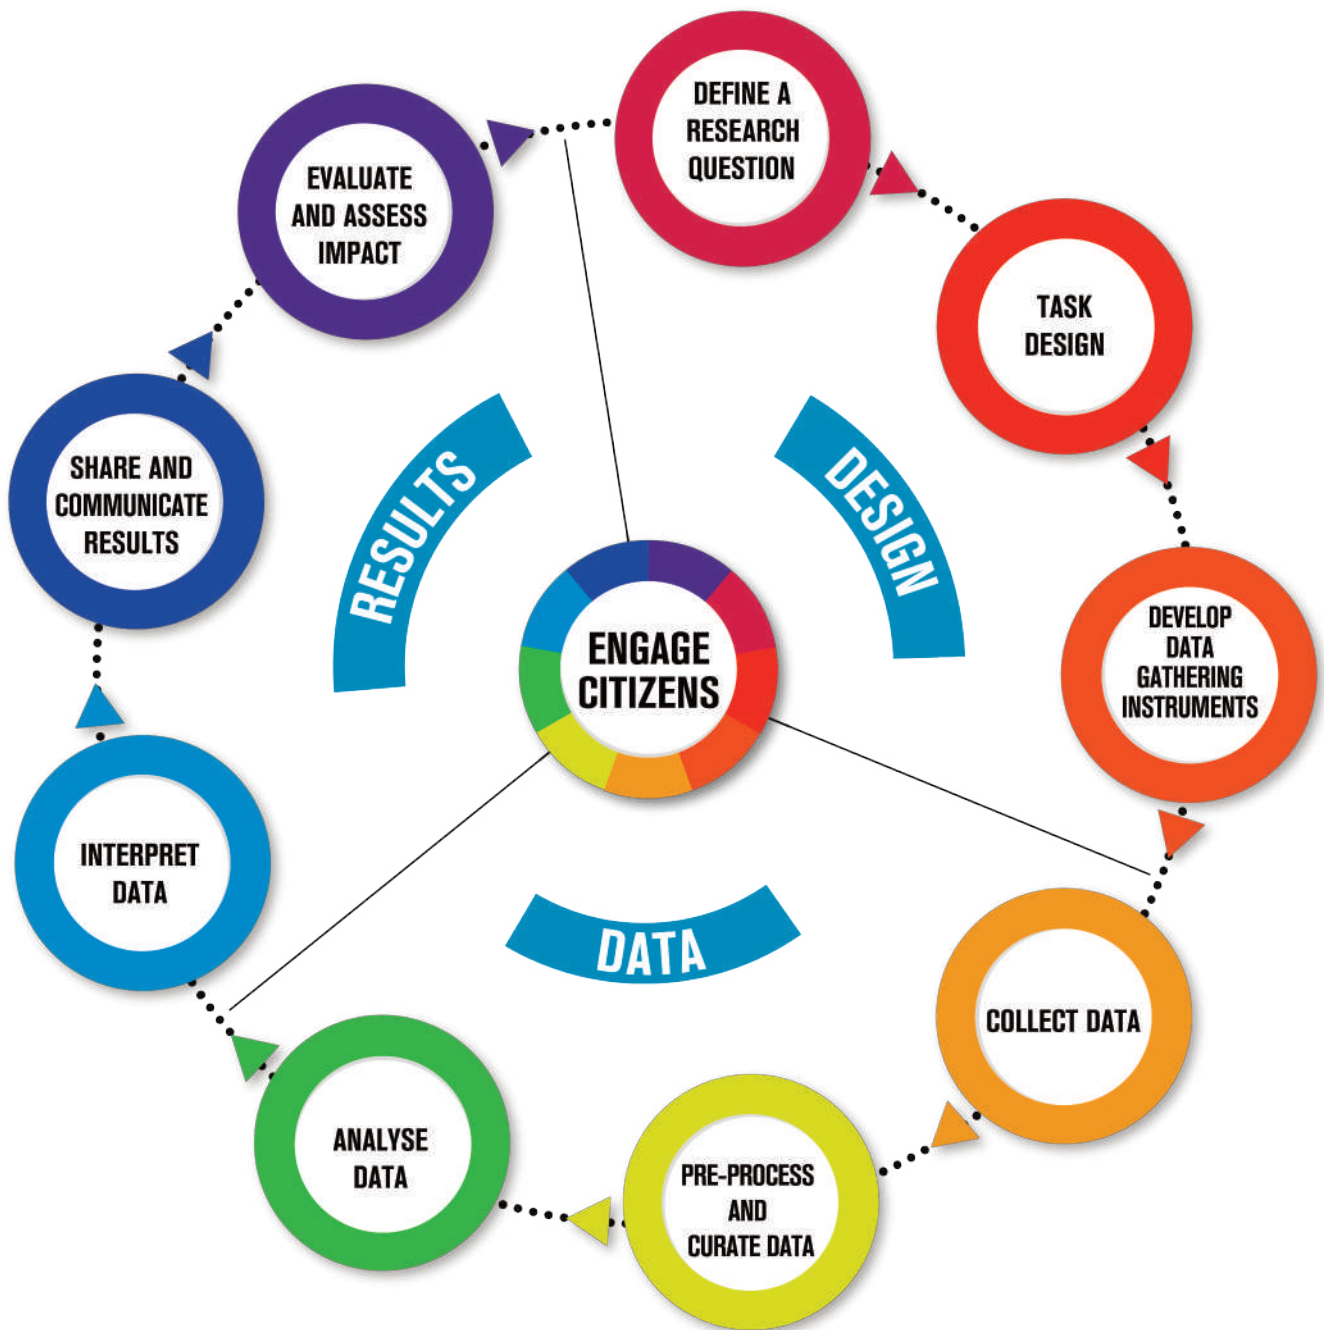 DEFINE A
RESEARCH
QUESTION
TASK
DESIGN
DEVELOP
DATA
GATHERING
INSTRUMENTS
COLLECT DATA
PRE-PROCESS
AND
CURATE DATA
ANALYSE
DATA
INTERPRET
DATA
SHARE AND
COMMUNICATE
RESULTS
EVALUATE
AND ASSESS
IMPACT
RESULTS
DESIGN
DATA
ENGAGE
CITIZENS